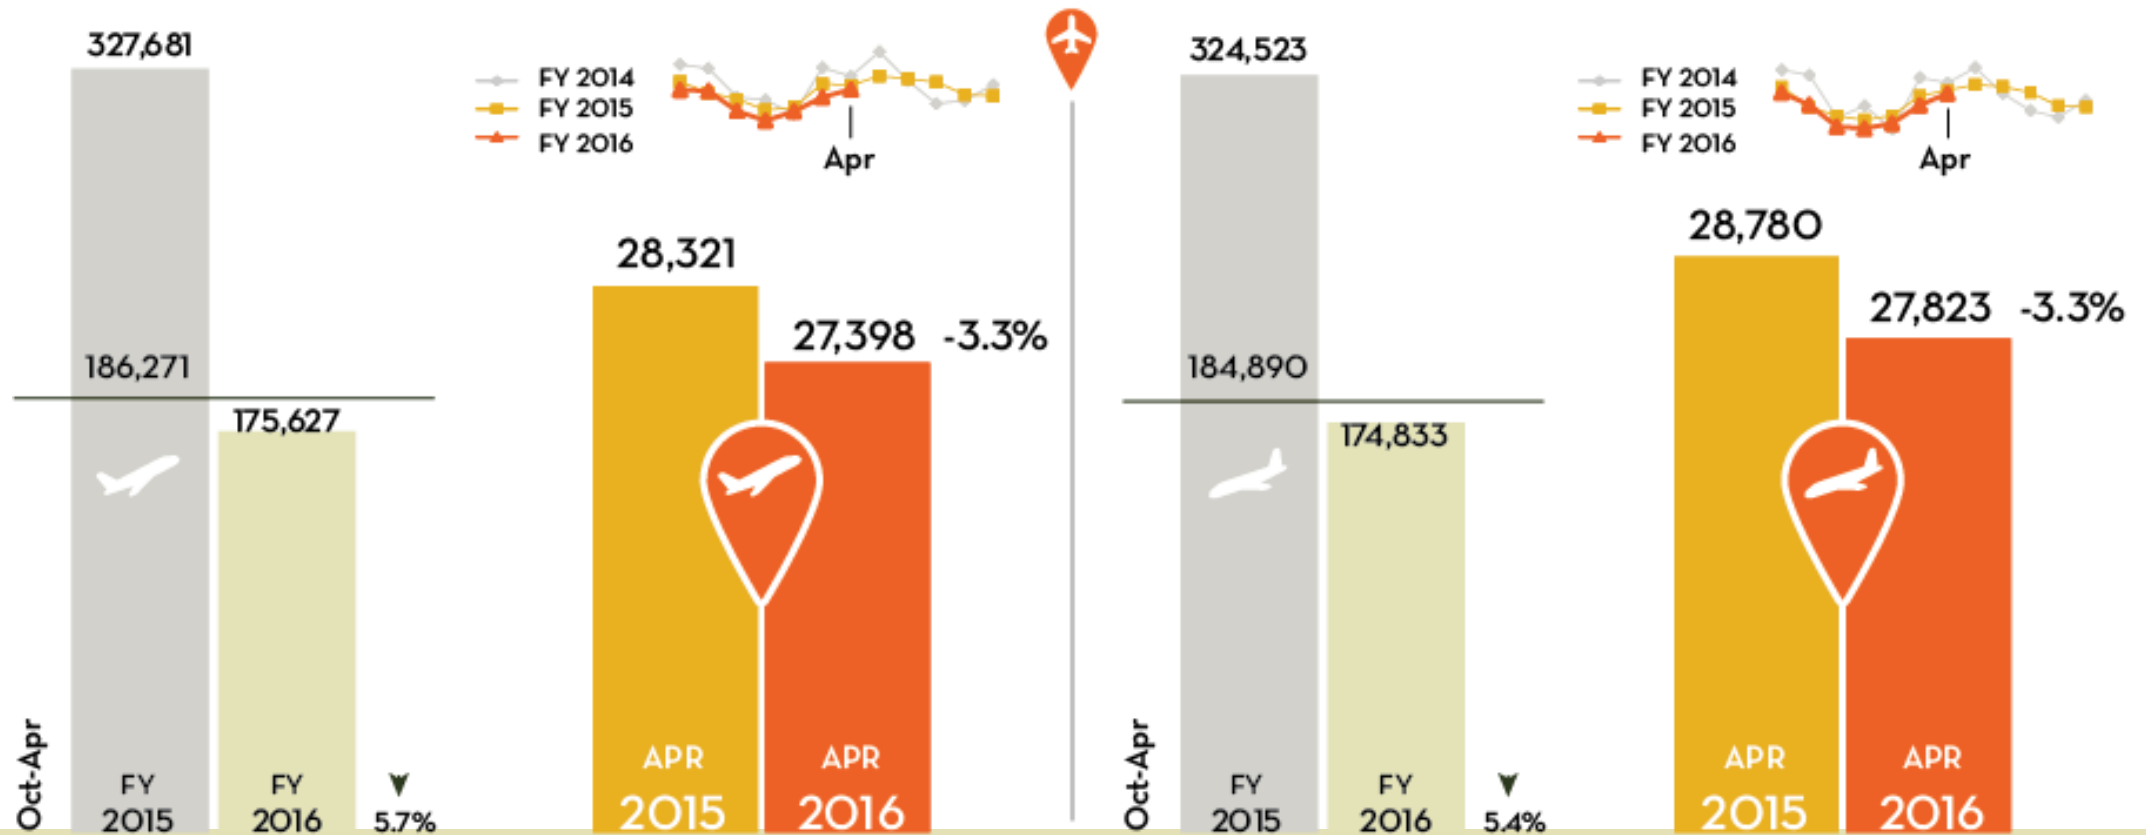 327,681
FY 2014
FY 2015
FY 2016
Apr
186,271
175,627
28,321
27,398 -3.3%
Oct-Apr
FY
2015
FY
2016
5.7%
APR
2015
APR
2016
324,523
FY 2014
FY 2015
FY 2016
Apr
184,890
174,833
28,780
27,823 -3.3%
Oct-Apr
FY
2015
FY
2016
5.4%
APR
2015
APR
2016